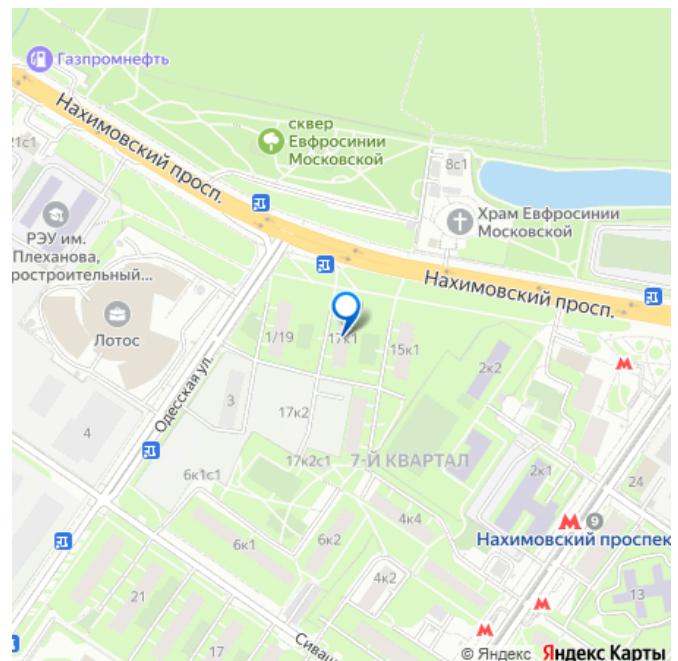 Газпромнефть
Нахимовский просп.
сквер
Евфросинии
Московской
21с1
8с1
РЭУ им.
Плеханова,
ростроительный...
Храм Евфросинии
Московской
Нахимовский просп.
Лотос
1/19
17к1
15к1
2к2
Одесская ул.
3
17к2
4
17к2с1
7-Й КВАРТАЛ
6к1с1
2к1
24
4к4
9
Нахимовский проспек
6к1
6к2
4к2
13
21
17
Сиваш
© Яндекс Яндекс Карты